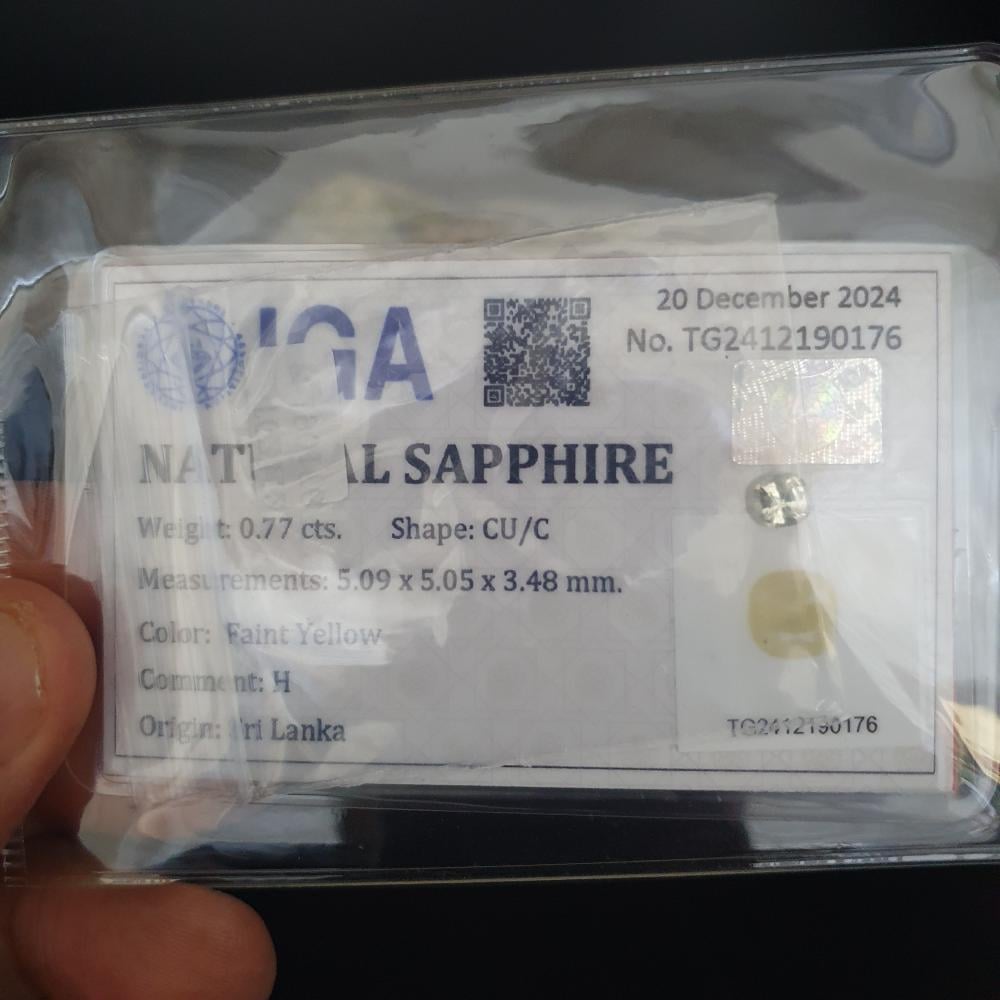 IGA
20 December 2024
No. TG2412190176
NATURAL SAPPHIRE
Weight: 0.77 cts. Shape: CU/C
Measurements: 5.09 x 5.05 x 3.48 mm.
Color: Faint Yellow
Comment: H
Origin: Sri Lanka
TG2412190176